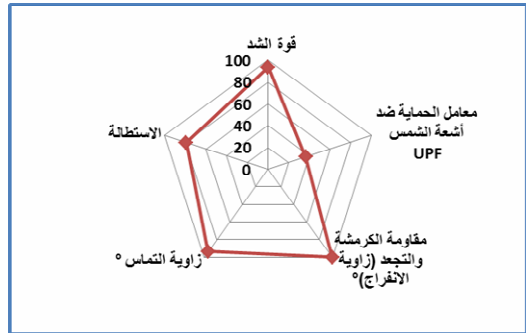 قوة الشد
100
80
60
40
20
0
معامل الحماية ضد
أشعة الشمس
UPF
مقاومة الكرمشة
والتجعد (زاوية
الانفراج)°
زاوية التماس °
الاستطالة